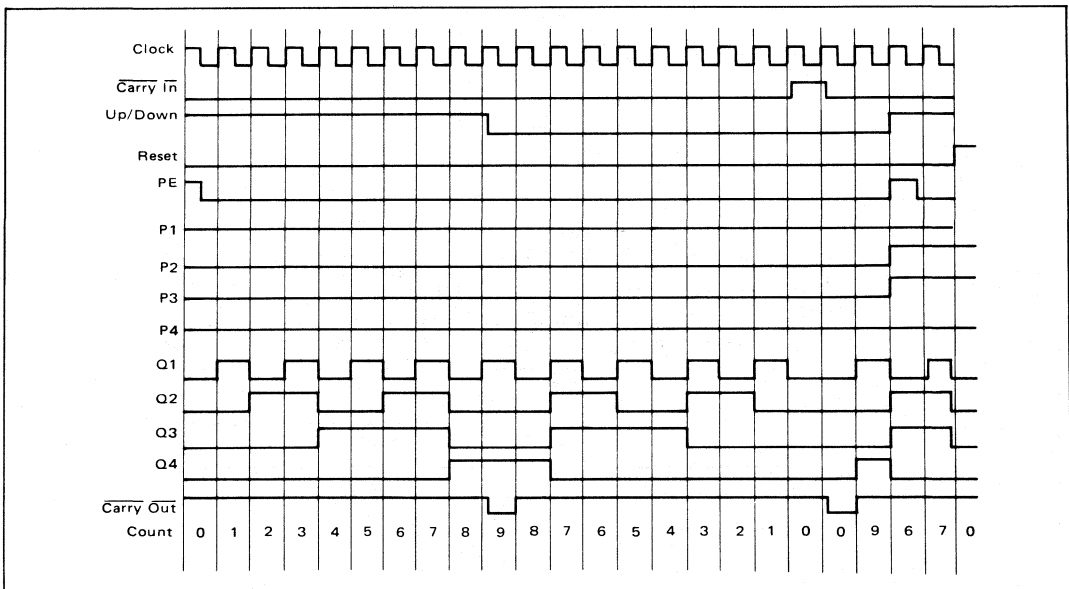 Clock
Carry In
Up/Down
Reset
PE
P1
P2
P3
P4
Q1
Q2
Q3
Q4
Carry Out
Count 0 1 2 3 4 5 6 7 8 9 8 7 6 5 4 3 2 1 0 0 9 6 7 0